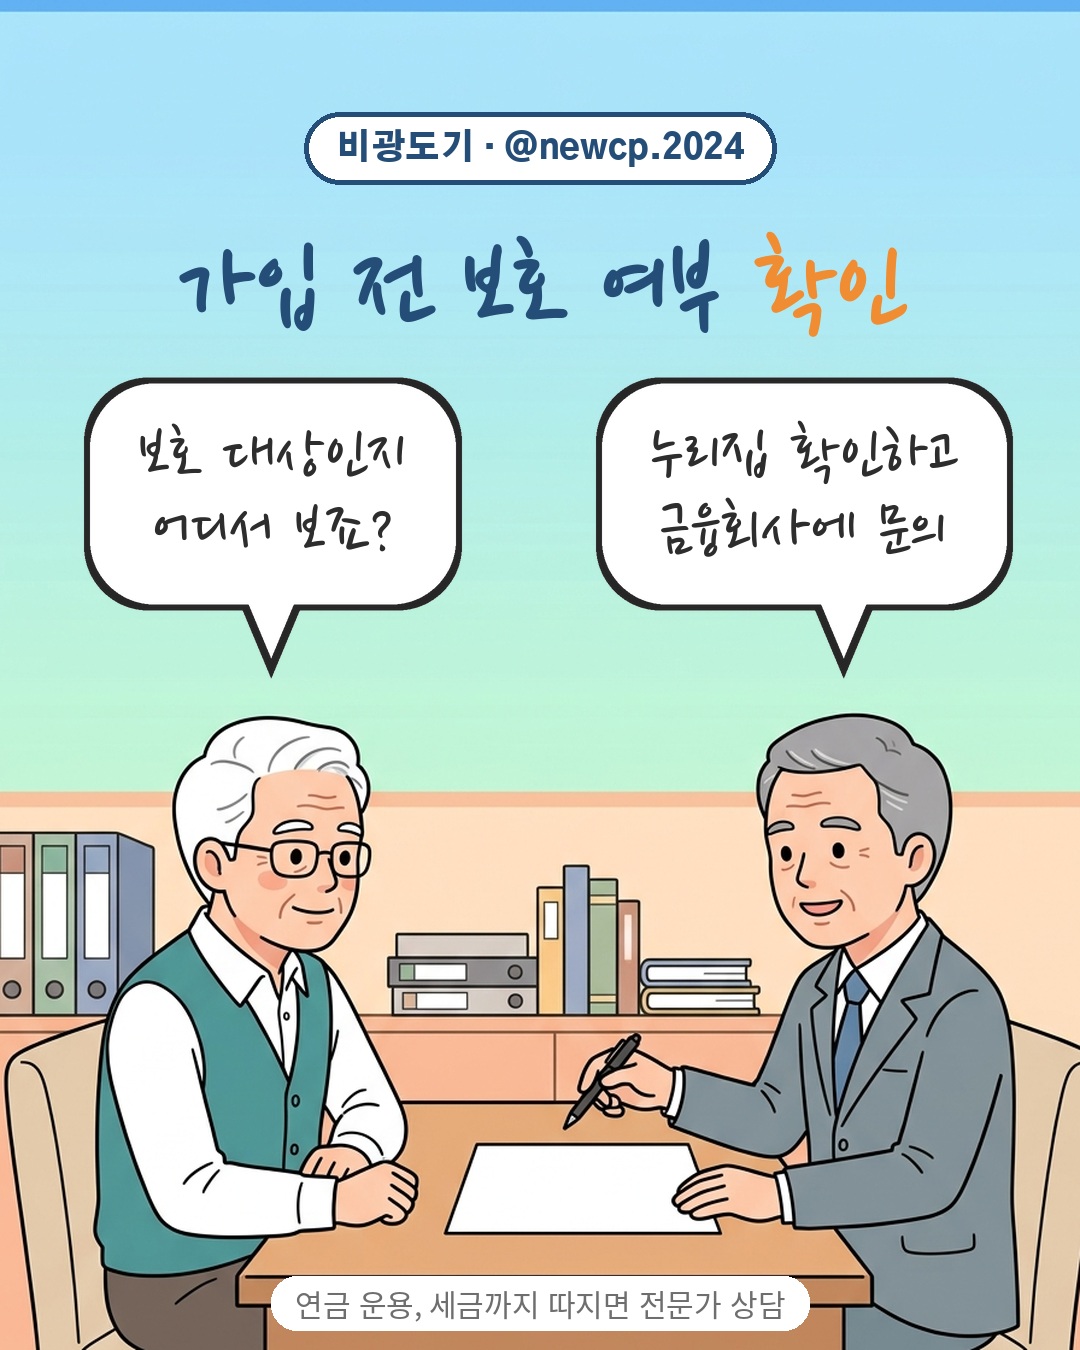 비광도기 · @newcp.2024
가입 전 보호 여부 확인
보호 대상인지
어디서 보죠?
누리집 확인하고
금융회사에 문의
연금 운용, 세금까지 따지면 전문가 상담